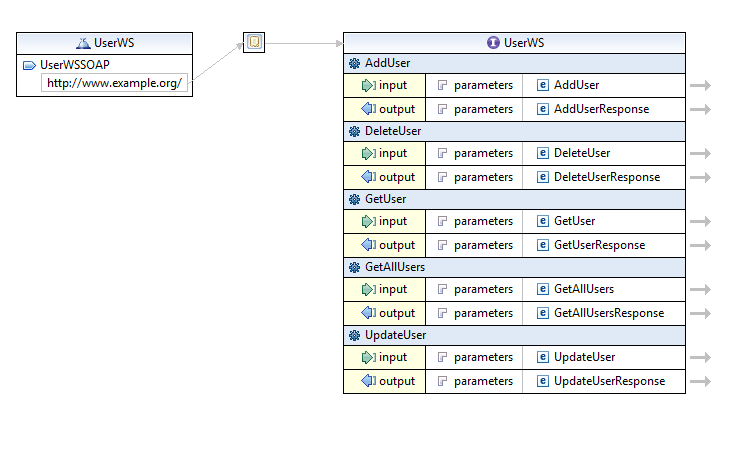 UserWS
UserWSSOAP
http://www.example.org/
UserWS
AddUser
input parameters e AddUser
output parameters e AddUserResponse
DeleteUser
input parameters e DeleteUser
output parameters e DeleteUserResponse
GetUser
input parameters e GetUser
output parameters e GetUserResponse
GetAllUsers
input parameters e GetAllUsers
output parameters e GetAllUsersResponse
UpdateUser
input parameters e UpdateUser
output parameters e UpdateUserResponse